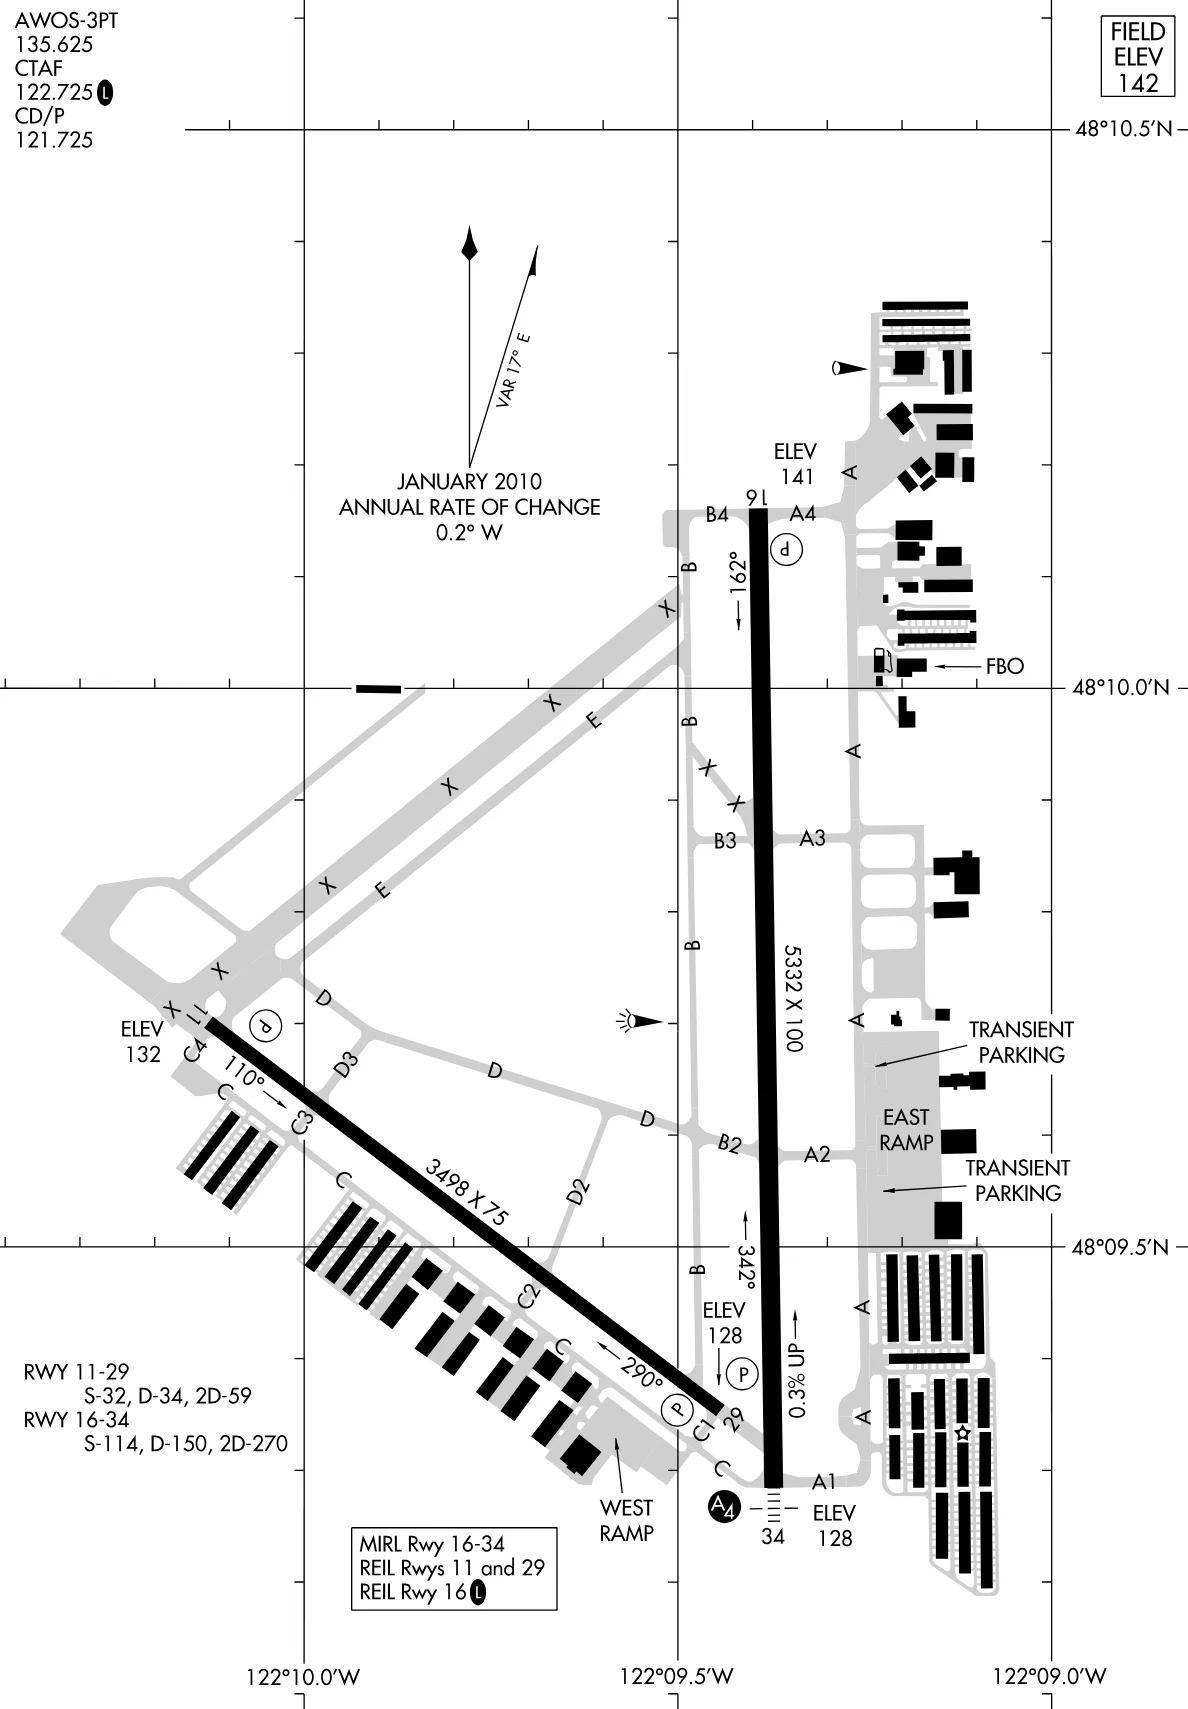 AWOS-3PT
135.625
CTAF
122.725 L
CD/P
121.725
FIELD
ELEV
142
48°10.5'N
VAR 17° E
JANUARY 2010
ANNUAL RATE OF CHANGE
0.2° W
ELEV
141
A
16
B4
A4
P
B
162°
X
FBO
48°10.0'N
X
E
B
A
X
X
X
B3
A3
X
E
B
5332 X 100
X
D
X
11
P
ELEV
132
A
TRANSIENT
PARKING
C4
110°
D3
D
C
C3
D
B2
A2
EAST
RAMP
TRANSIENT
PARKING
C
3498 X 75
D2
342°
48°09.5'N
B
C2
ELEV
128
A
0.3% UP
C
290°
P
P
RWY 11-29
S-32, D-34, 2D-59
RWY 16-34
S-114, D-150, 2D-270
C1
29
A
C
A1
A4
WEST
RAMP
34
ELEV
128
MIRL Rwy 16-34
REIL Rwys 11 and 29
REIL Rwy 16 L
122°10.0'W
122°09.5'W
122°09.0'W